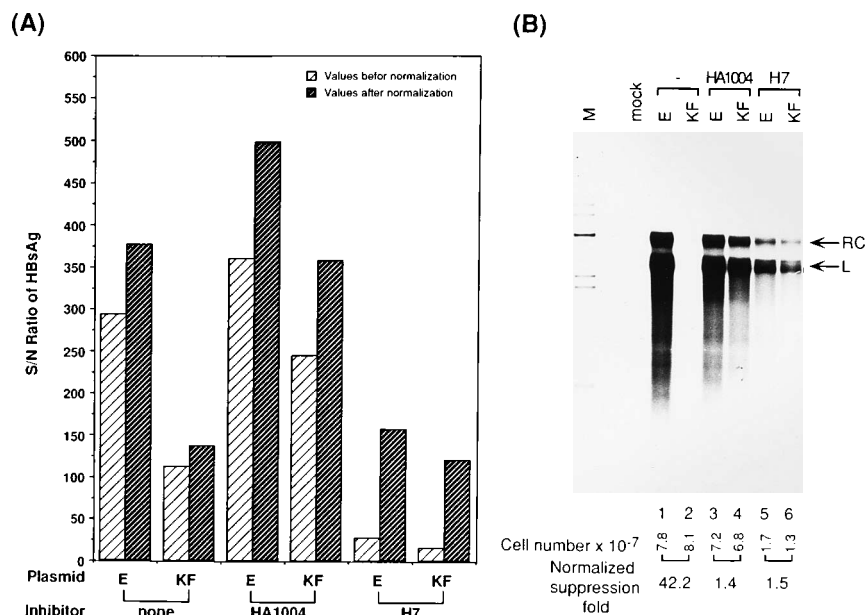 (A)
600
550
500
450
400
350
300
250
200
150
100
50
0
S/N Ratio of HBsAg
Values befor normalization
Values after normalization
Plasmid E KF E KF E KF
Inhibitor none HA1004 H7
(B)
- HA1004 H7
M mock E KF E KF E KF
RC
L
1 2 3 4 5 6
Cell number x 10-7 7.8 8.1 7.2 6.8 1.7 1.3
Normalized
suppression 42.2 1.4 1.5
fold